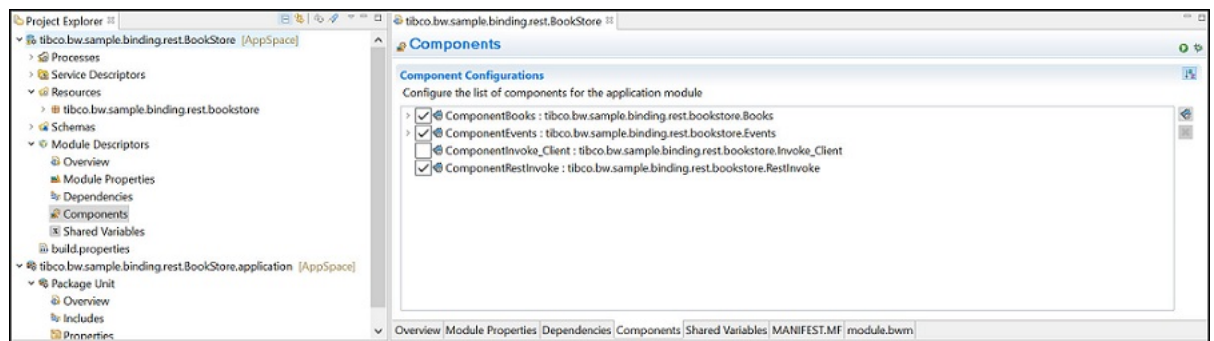 Project Explorer
tibco.bw.sample.binding.rest.BookStore [AppSpace]
Processes
Service Descriptors
Resources
tibco.bw.sample.binding.rest.bookstore
Schemas
Module Descriptors
Overview
Module Properties
Dependencies
Components
Shared Variables
build.properties
tibco.bw.sample.binding.rest.BookStore.application [AppSpace]
Package Unit
Overview
Includes
Properties
tibco.bw.sample.binding.rest.BookStore
Components
Component Configurations
Configure the list of components for the application module
ComponentBooks : tibco.bw.sample.binding.rest.bookstore.Books
ComponentEvents : tibco.bw.sample.binding.rest.bookstore.Events
ComponentInvoke_Client : tibco.bw.sample.binding.rest.bookstore.Invoke_Client
ComponentRestInvoke : tibco.bw.sample.binding.rest.bookstore.RestInvoke
Overview Module Properties Dependencies Components Shared Variables MANIFEST.MF module.bwm